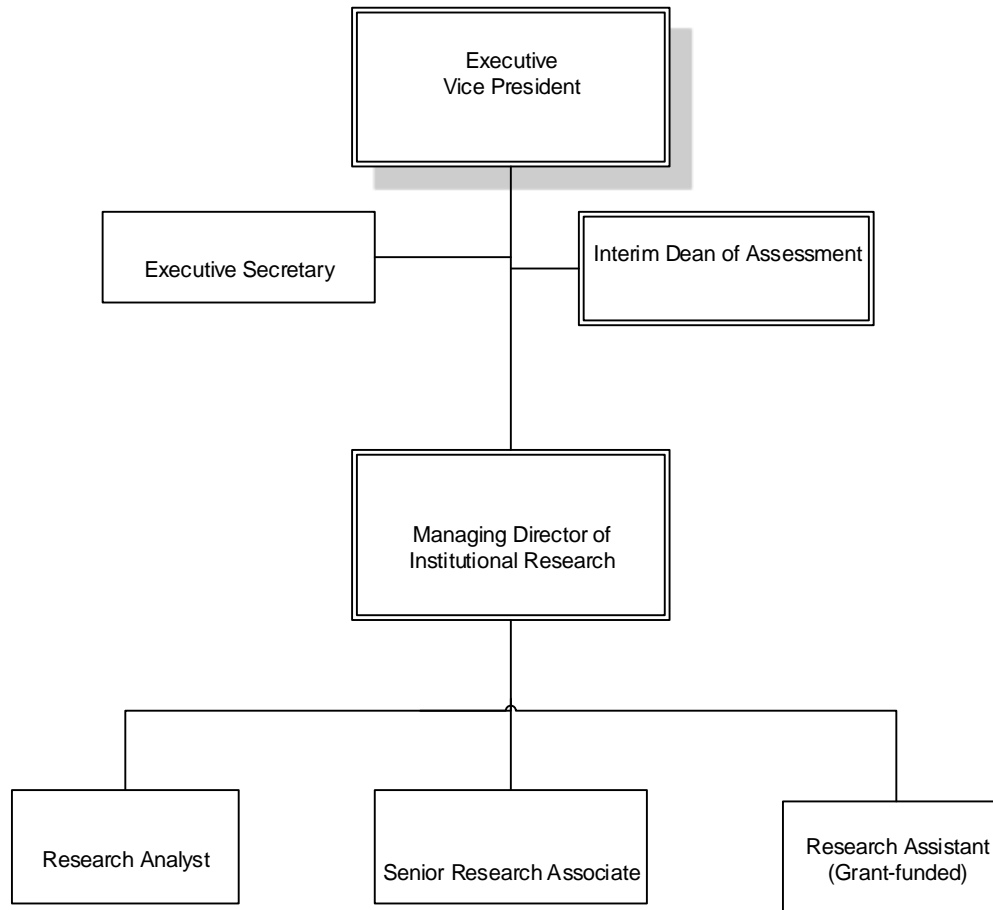 Executive
Vice President
Executive Secretary
Interim Dean of Assessment
Managing Director of
Institutional Research
Research Analyst
Senior Research Associate
Research Assistant
(Grant-funded)